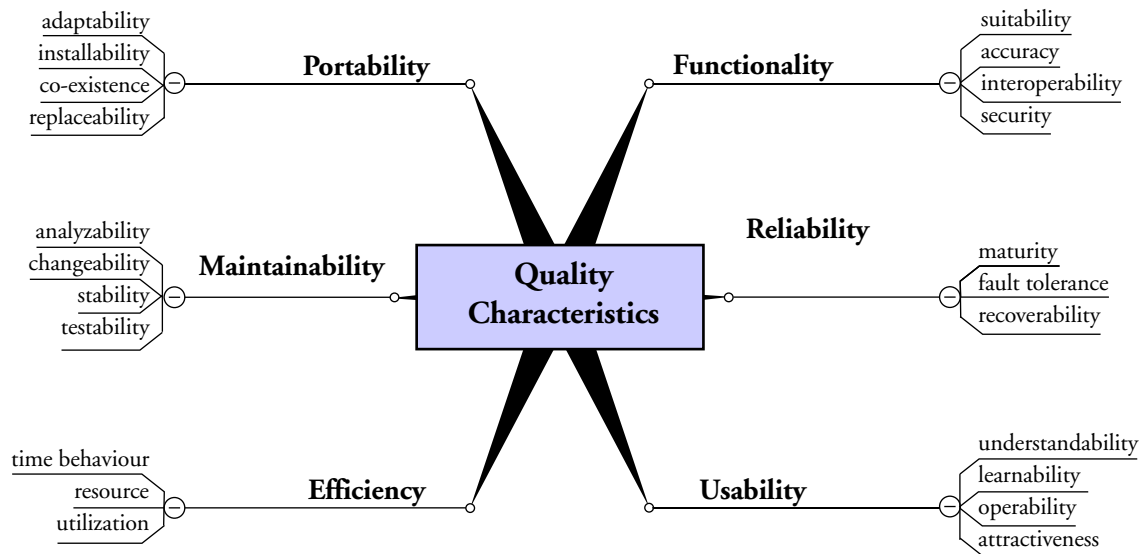 Portability
adaptability
installability
co-existence
replaceability
Functionality
suitability
accuracy
interoperability
security
Maintainability
analyzability
changeability
stability
testability
Quality
Characteristics
Reliability
maturity
fault tolerance
recoverability
Efficiency
time behaviour
resource
utilization
Usability
understandability
learnability
operability
attractiveness